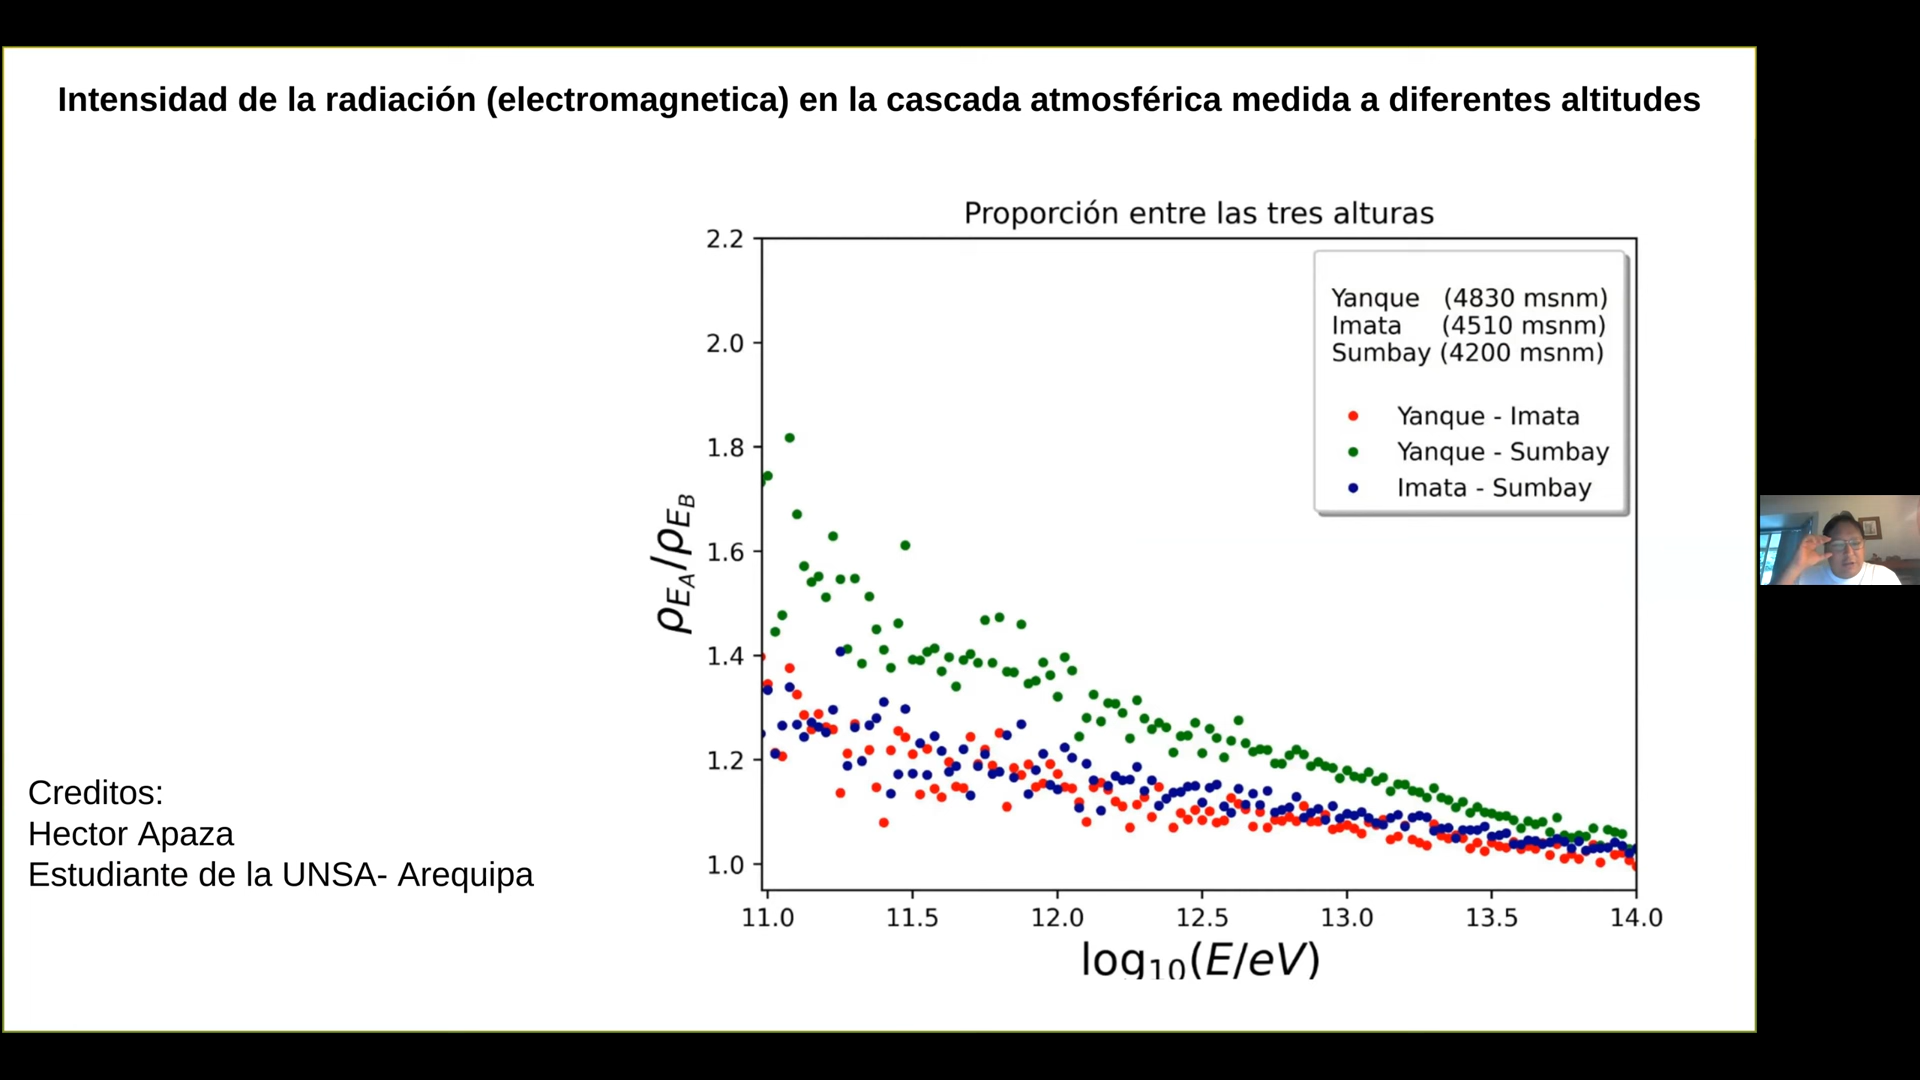 Intensidad de la radiación (electromagnetica) en la cascada atmosférica medida a diferentes altitudes
Proporción entre las tres alturas
2.2
2.0
1.8
1.6
1.4
1.2
1.0
ρE_A/ρE_B
Yanque (4830 msnm)
Imata (4510 msnm)
Sumbay (4200 msnm)
Yanque - Imata
Yanque - Sumbay
Imata - Sumbay
11.0 11.5 12.0 12.5 13.0 13.5 14.0
log10(E/eV)
Creditos:
Hector Apaza
Estudiante de la UNSA- Arequipa